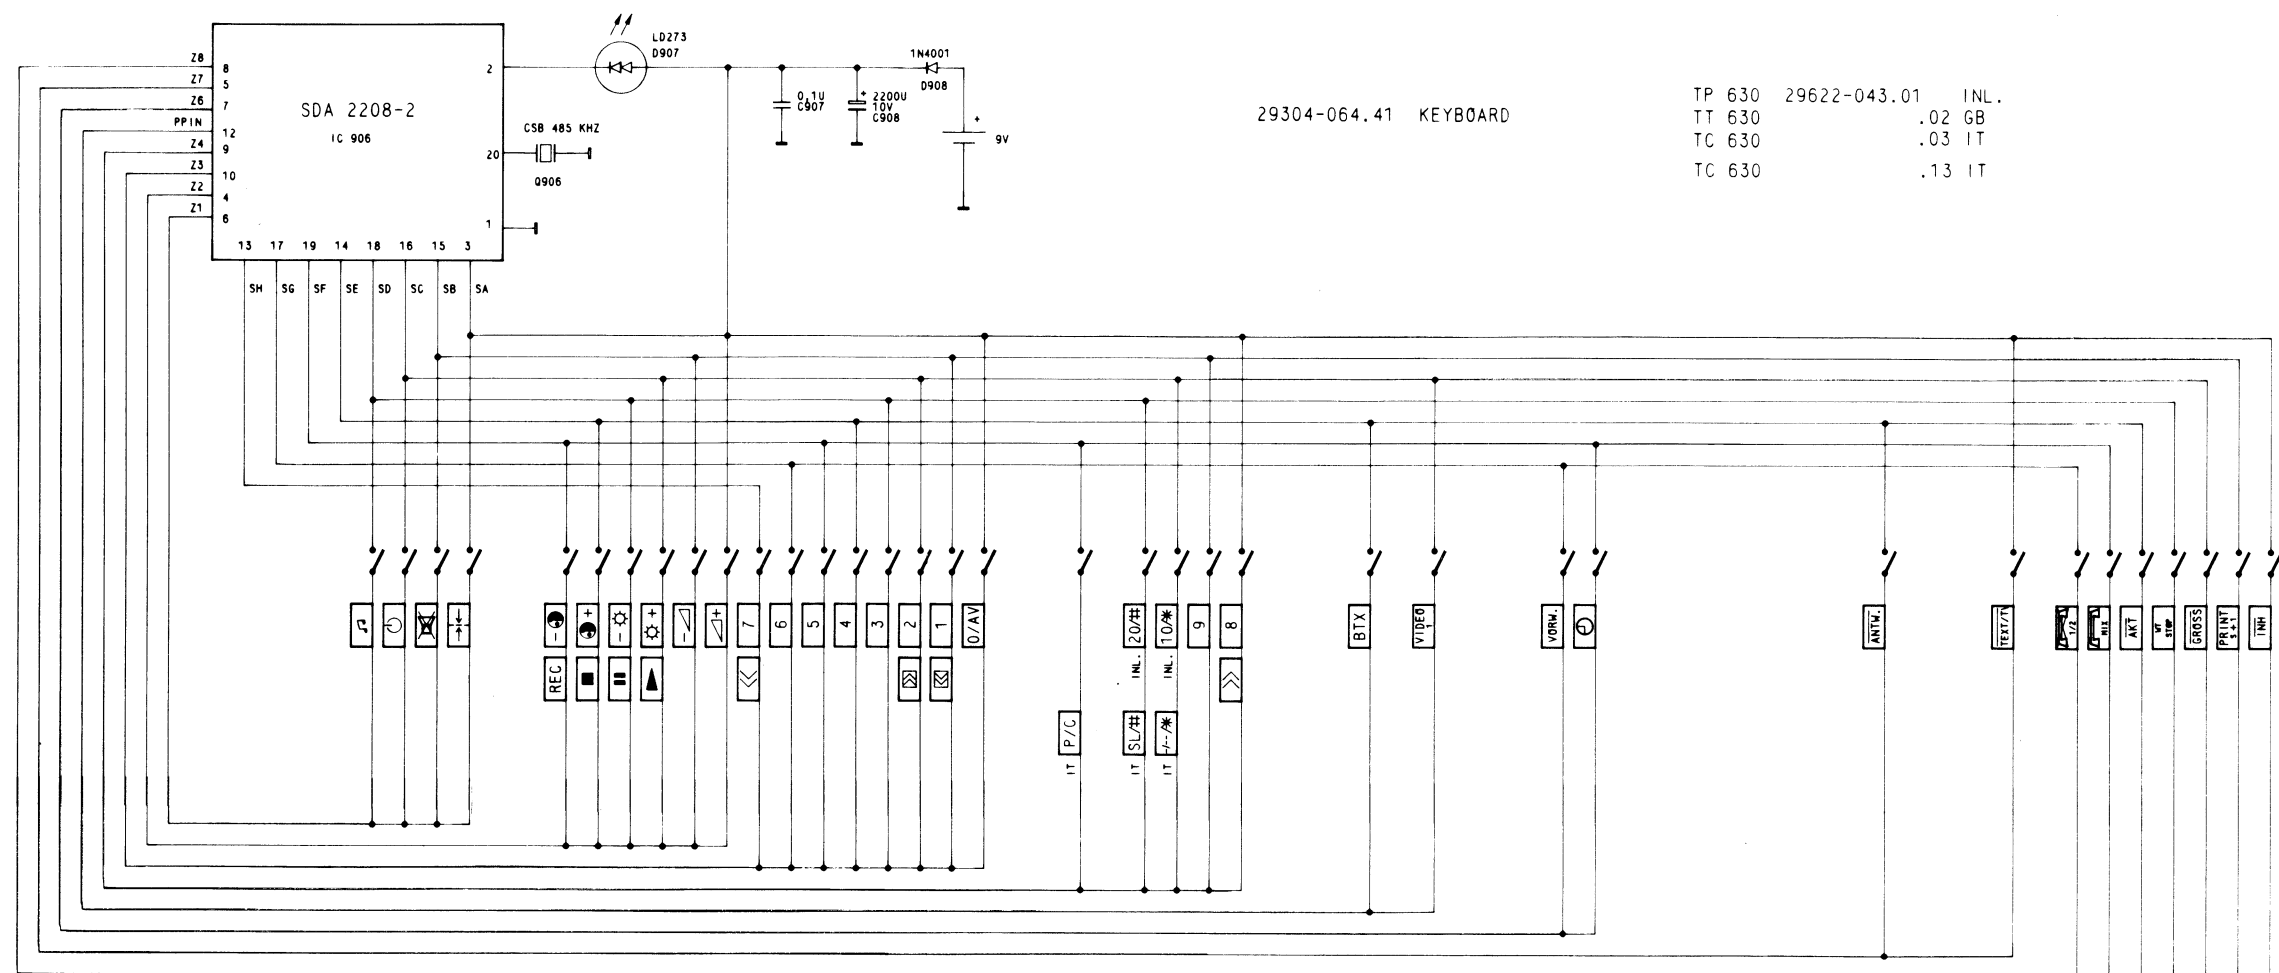 LD273
D907
1N4001
D908
Z8
8
Z7
5
Z6
7
PPIN
12
Z4
9
Z3
10
Z2
4
Z1
6
SDA 2208-2
IC 906
2
20
1
CSB 485 KHZ
Q906
0,1U
C907
+ 2200U
10V
C908
+
9V
29304-064.41 KEYBOARD
TP 630 29622-043.01 INL.
TT 630 .02 GB
TC 630 .03 IT
TC 630 .13 IT
13 17 19 14 18 16 15 3
SH SG SF SE SD SC SB SA
-
+
-
+
-
+
7
6
5
4
3
2
1
0/AV
INL. 20/#
INL. 10/*
9
8
BTX
VIDEO
1
VORW.
ANTW.
TEXT/TV
1/2
MIX
AKT
WT
STOP
GROSS
PRINT
S+1
INH
REC
IT P/C
IT SL/#
IT -/--/*